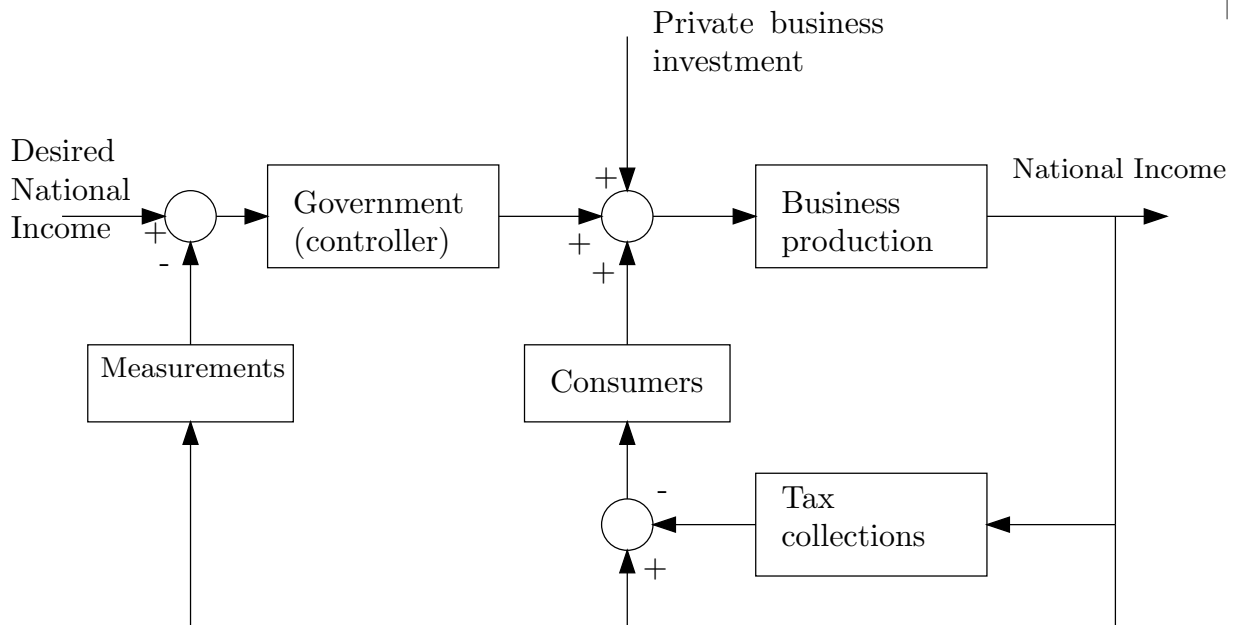 Private business
investment
Desired
National
Income
National Income
+
Government
(controller)
Business
production
+
+
-
+
Measurements
Consumers
-
Tax
collections
+